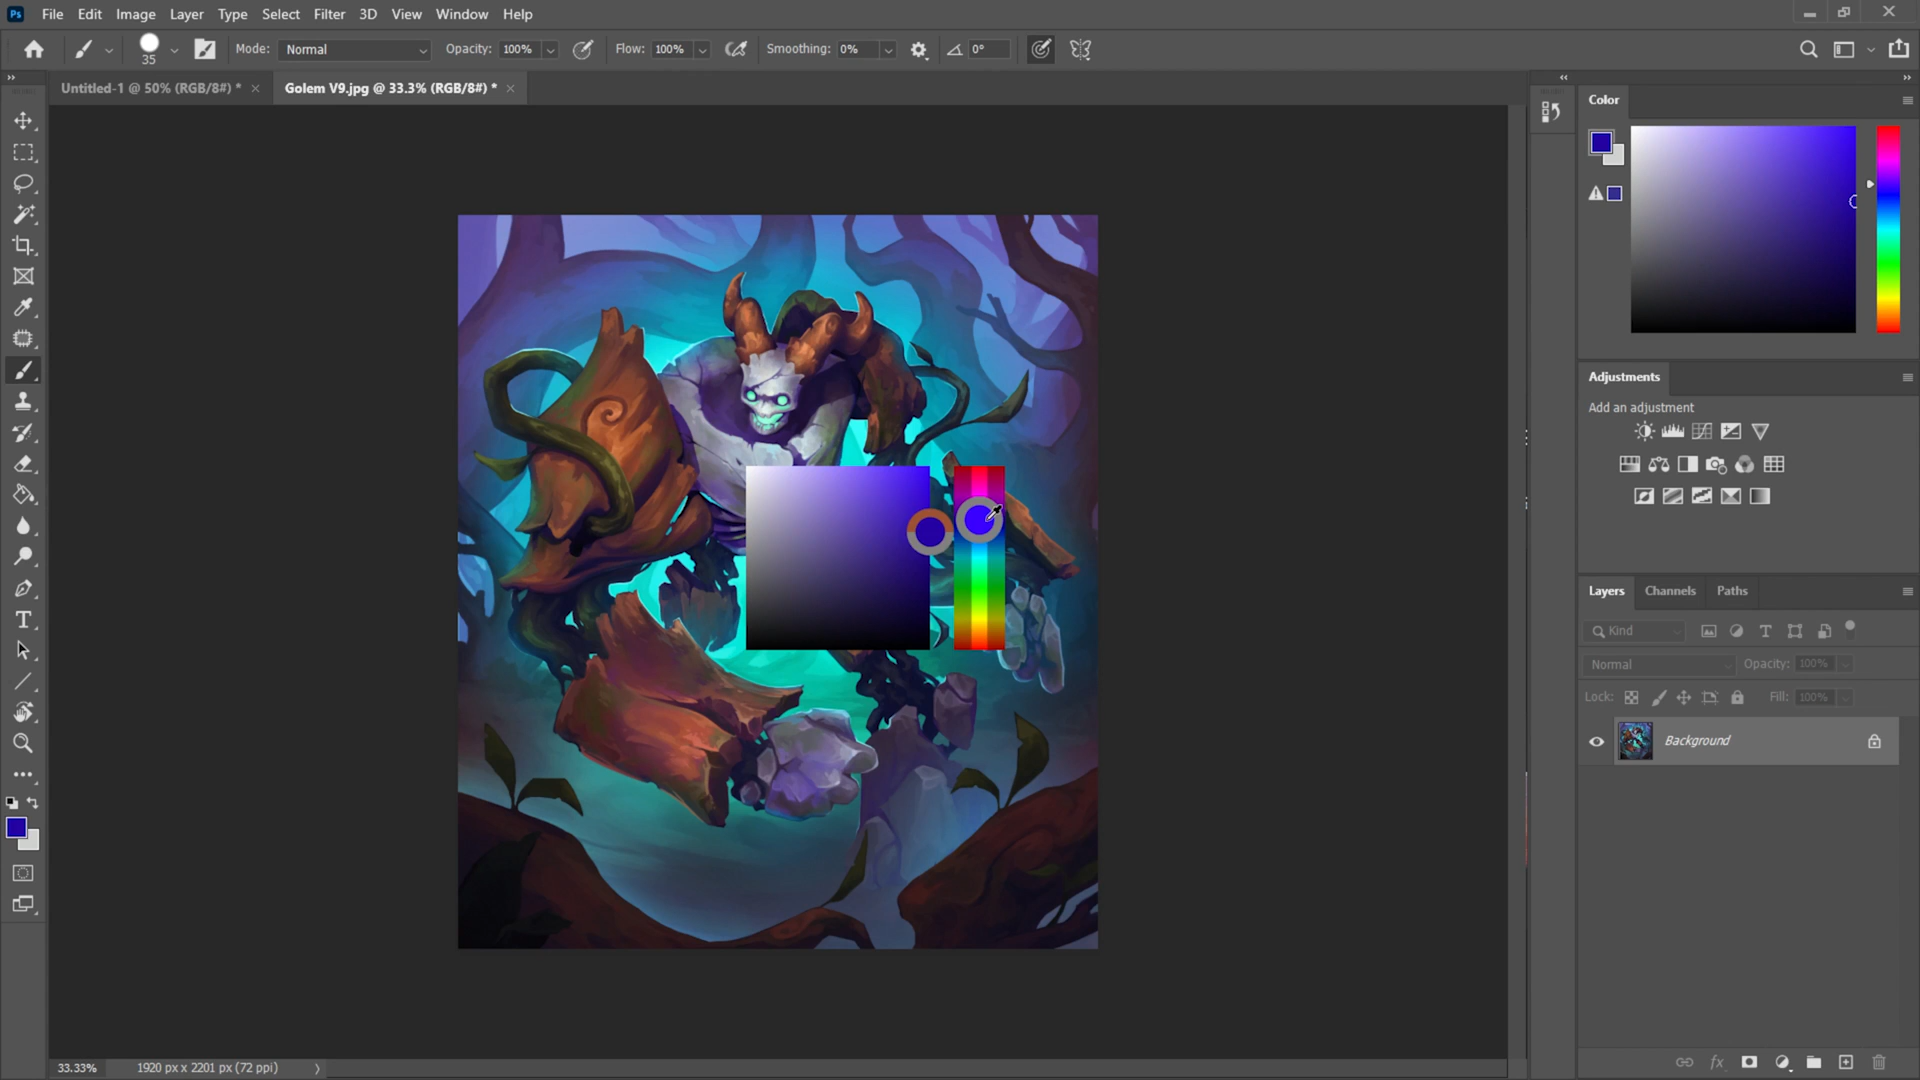 Ps File Edit Image Layer Type Select Filter 3D View Window Help
35 Mode: Normal Opacity: 100% Flow: 100% Smoothing: 0% 0°
Untitled-1 @ 50% (RGB/8#) * Golem V9.jpg @ 33.3% (RGB/8#) *
Color
Adjustments
Add an adjustment
Layers Channels Paths
Kind
Normal Opacity: 100%
Lock: Fill: 100%
Background
33.33% 1920 px x 2201 px (72 ppi)